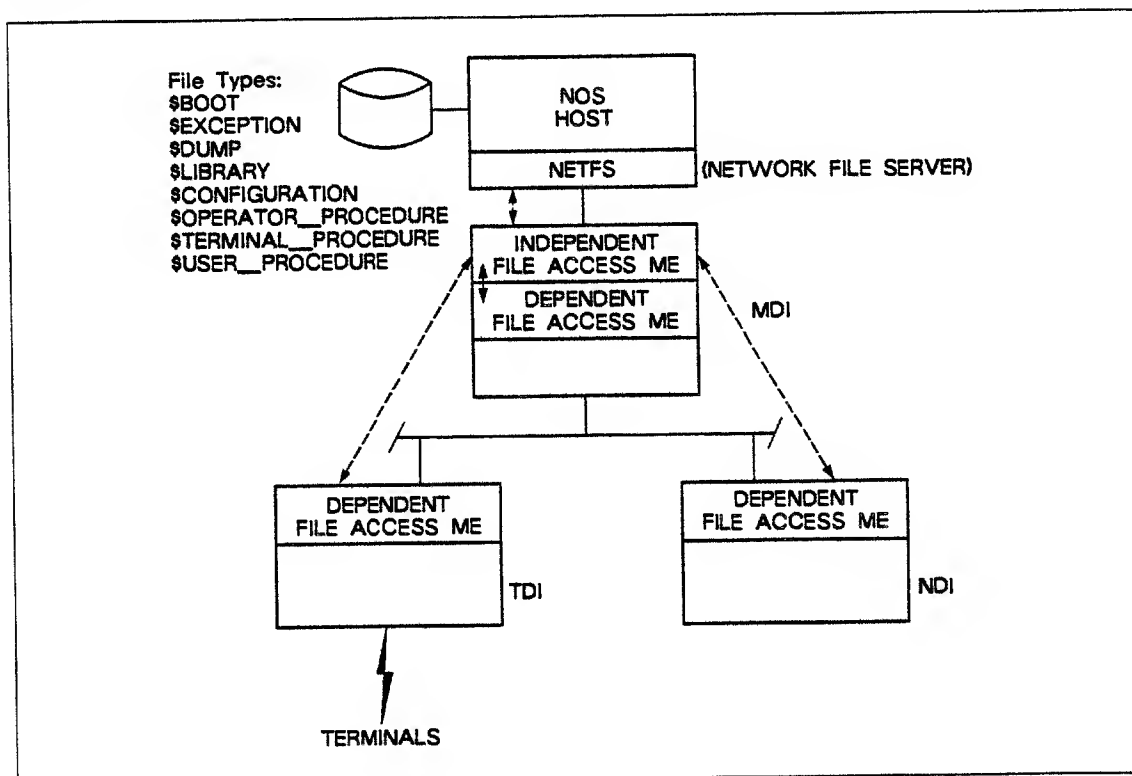 File Types:
$BOOT
$EXCEPTION
$DUMP
$LIBRARY
$CONFIGURATION
$OPERATOR__PROCEDURE
$TERMINAL__PROCEDURE
$USER__PROCEDURE
NOS
HOST
NETFS
(NETWORK FILE SERVER)
INDEPENDENT
FILE ACCESS ME
DEPENDENT
FILE ACCESS ME
MDI
DEPENDENT
FILE ACCESS ME
TDI
DEPENDENT
FILE ACCESS ME
NDI
TERMINALS